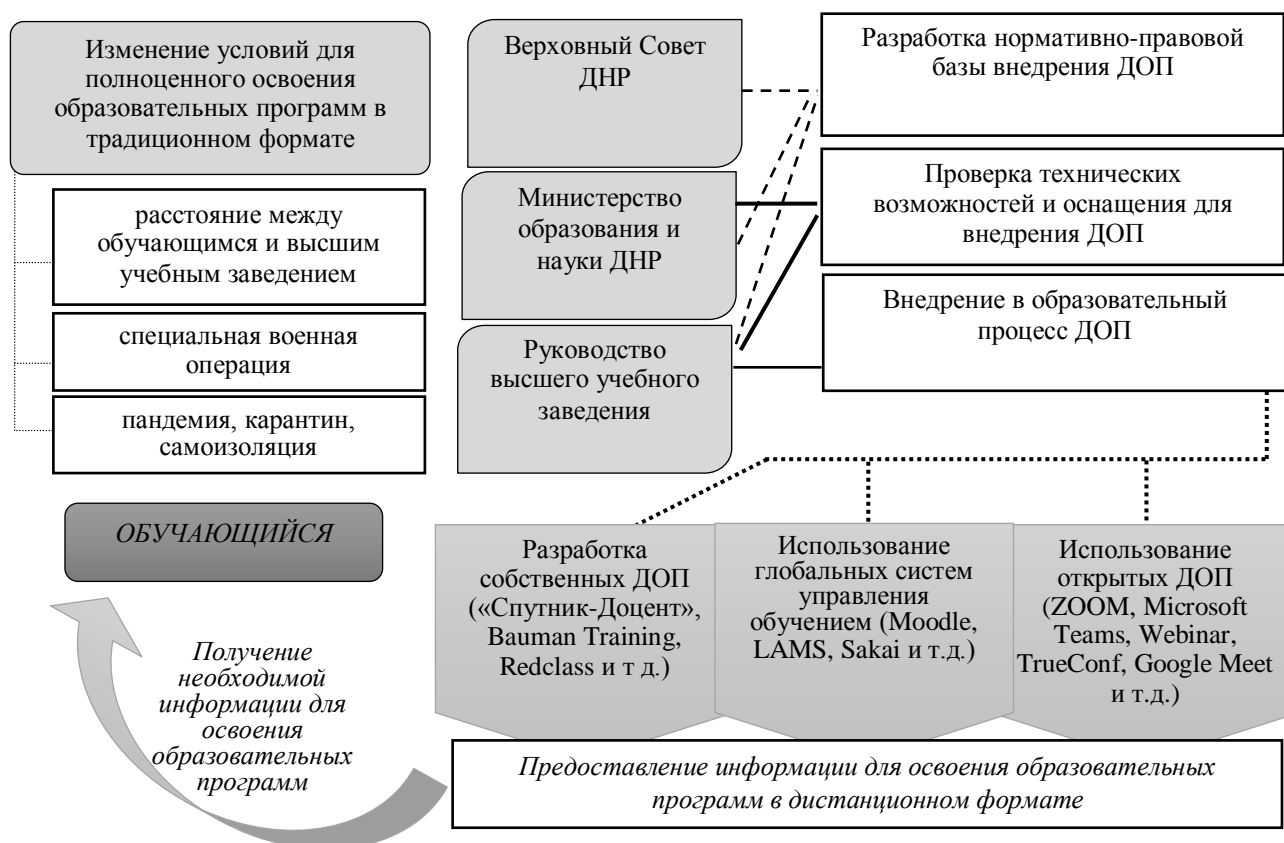 Изменение условий для
полноценного освоения
образовательных программ в
традиционном формате
расстояние между
обучающимся и высшим
учебным заведением
специальная военная
операция
пандемия, карантин,
самоизоляция
Верховный Совет
ДНР
Министерство
образования и
науки ДНР
Руководство
высшего учебного
заведения
Разработка нормативно-правовой
базы внедрения ДОП
Проверка технических
возможностей и оснащения для
внедрения ДОП
Внедрение в образовательный
процесс ДОП
ОБУЧАЮЩИЙСЯ
Получение
необходимой
информации для
освоения
образовательных
программ
Разработка
собственных ДОП
(«Спутник-Доцент»,
Bauman Training,
Redclass и т д.)
Использование
глобальных систем
управления
обучением (Moodle,
LAMS, Sakai и т.д.)
Использование
открытых ДОП
(ZOOM, Microsoft
Teams, Webinar,
TrueConf, Google Meet
и т.д.)
Предоставление информации для освоения образовательных
программ в дистанционном формате